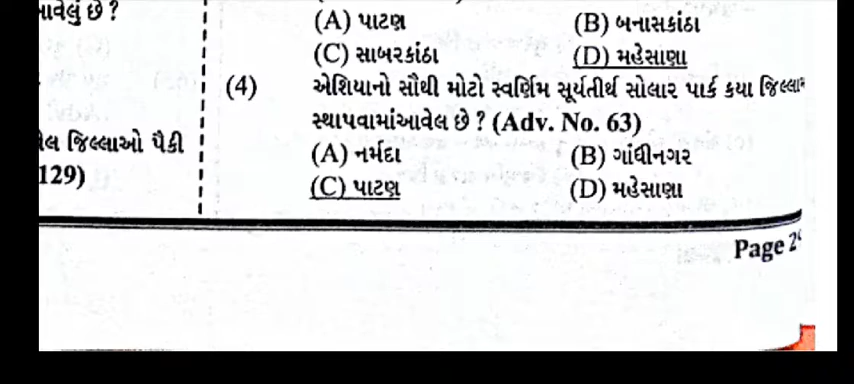 આવેલું છે ?
વેલ જિલ્લાઓ પૈકી
129)
(A) પાટણ (B) બનાસકાંઠા
(C) સાબરકાંઠા (D) મહેસાણા
(4) એશિયાનો સૌથી મોટો સ્વર્ણિમ સૂર્યતીર્થ સોલાર પાર્ક કયા જિલ્લામ
સ્થાપવામાંઆવેલ છે ? (Adv. No. 63)
(A) નર્મદા (B) ગાંધીનગર
(C) પાટણ (D) મહેસાણા
Page